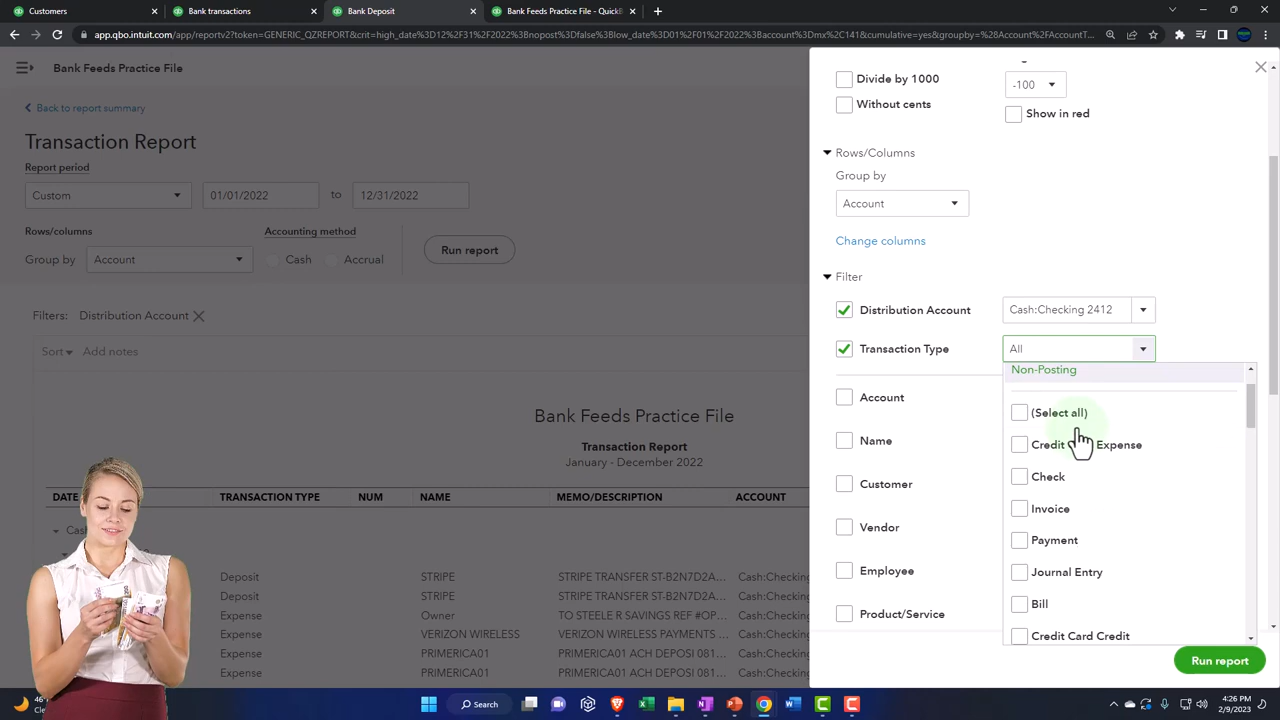 Customers
Bank transactions
Bank Deposit
Bank Feeds Practice File - Quickf
app.qbo.intuit.com/app/reportv2?token=GENERIC_QZREPORT&crit=high_date%12%2F31%2F2022%3Bnopost%3Dfalse%3Blow_date%3D01%2F01%2F2022%3Baccount%3Dmx%2C141&cumulative=yes&groupby=%28Account%2FAccountT...
Bank Feeds Practice File
Back to report summary
Transaction Report
Report period
Custom
01/01/2022
to
12/31/2022
Rows/columns
Accounting method
Group by
Account
Cash
Accrual
Run report
Filters:
Distribution Account
Sort
Add notes
Bank Feeds Practice File
Transaction Report
January - December 2022
DATE TRANSACTION TYPE NUM NAME MEMO/DESCRIPTION ACCOUNT
Deposit STRIPE STRIPE TRANSFER ST-B2N7D2A... Cash:Checking
Deposit STRIPE STRIPE TRANSFER ST-B2N7D2A... Cash:Checking
Expense Owner TO STEELE R SAVINGS REF #OP... Cash:Checking
Expense VERIZON WIRELESS VERIZON WIRELESS PAYMENTS ... Cash:Checking
Expense PRIMERICA01 PRIMERICA01 ACH DEPOSIT 081... Cash:Checking
Expense PRIMERICA01 PRIMERICA01 ACH DEPOSIT 081... Cash:Checking
Divide by 1000
Without cents
-100
Show in red
Rows/Columns
Group by
Account
Change columns
Filter
Distribution Account
Cash:Checking 2412
Transaction Type
All
Non-Posting
(Select all)
Credit Expense
Check
Invoice
Payment
Journal Entry
Bill
Credit Card Credit
Account
Name
Customer
Vendor
Employee
Product/Service
Run report
46°
Search
4:26 PM
2/9/2023